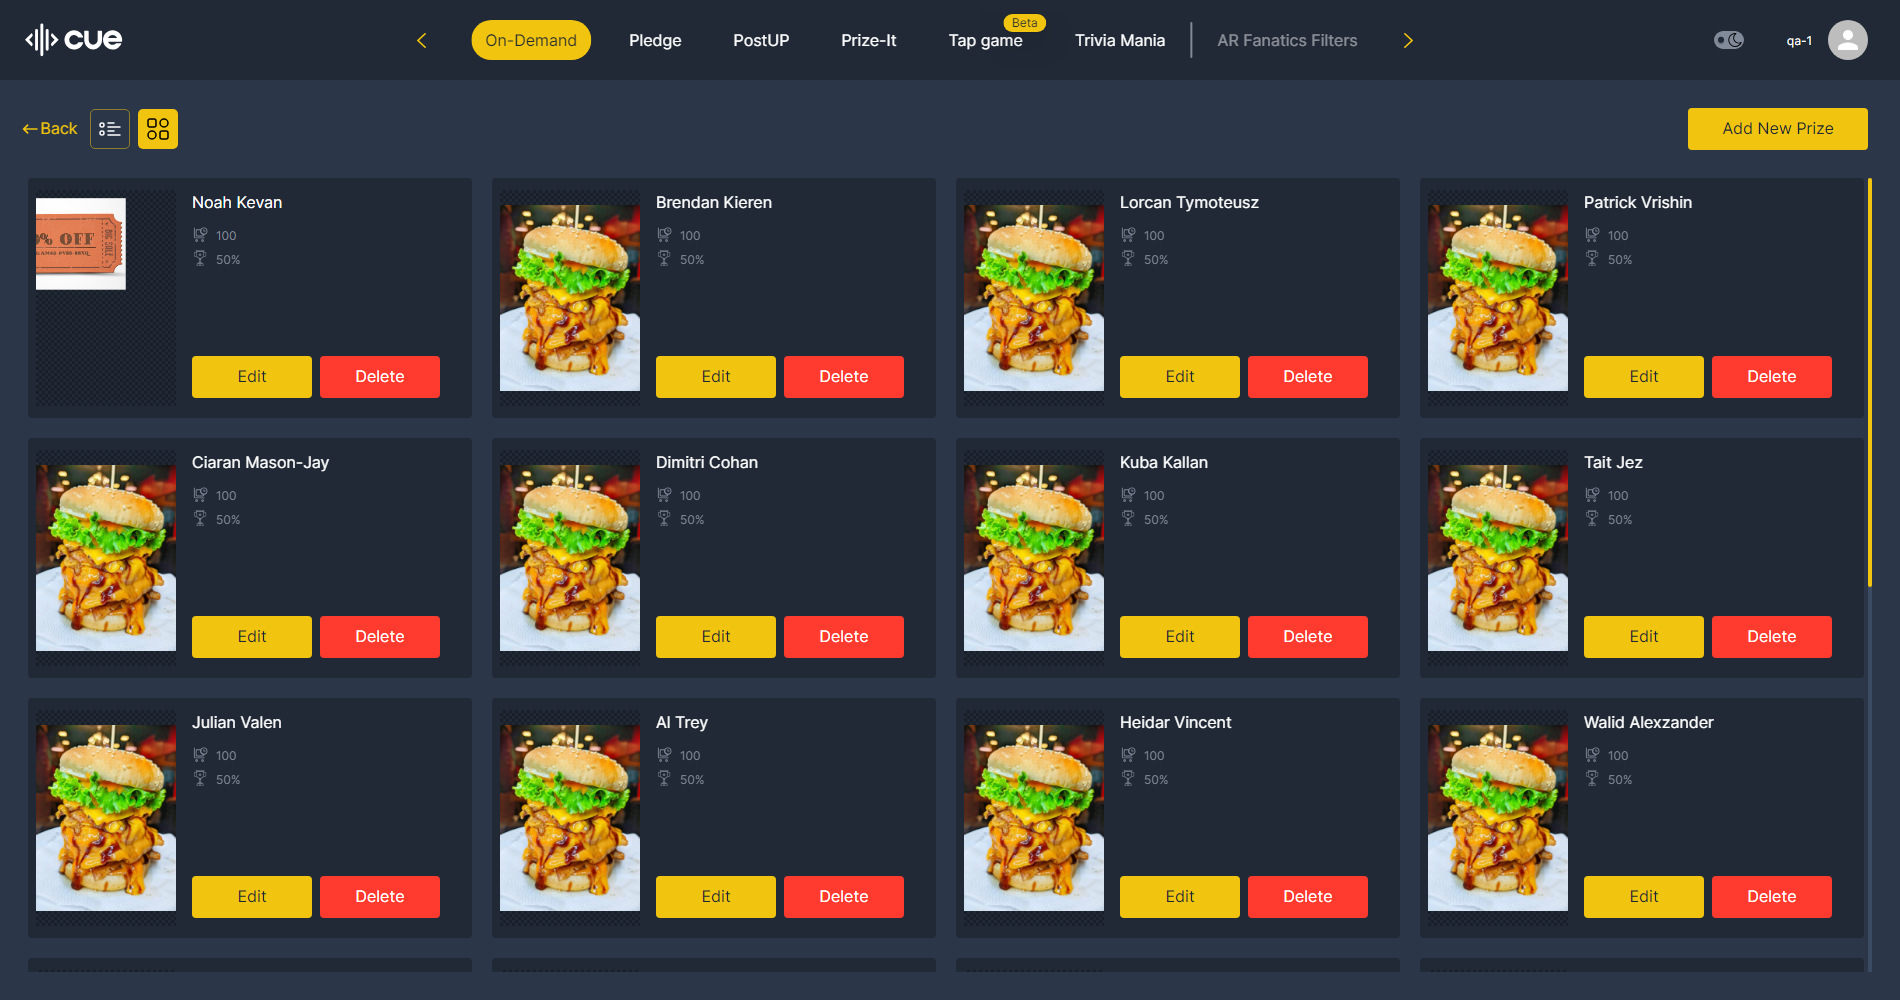 cue
On-Demand
Pledge
PostUP
Prize-It
Tap game
Beta
Trivia Mania
AR Fanatics Filters
qa-1
Back
Add New Prize
Noah Kevan
100
50%
Edit
Delete
% OFF
Brendan Kieren
100
50%
Edit
Delete
Lorcan Tymoteusz
100
50%
Edit
Delete
Patrick Vrishin
100
50%
Edit
Delete
Ciaran Mason-Jay
100
50%
Edit
Delete
Dimitri Cohan
100
50%
Edit
Delete
Kuba Kallan
100
50%
Edit
Delete
Tait Jez
100
50%
Edit
Delete
Julian Valen
100
50%
Edit
Delete
Al Trey
100
50%
Edit
Delete
Heidar Vincent
100
50%
Edit
Delete
Walid Alexzander
100
50%
Edit
Delete